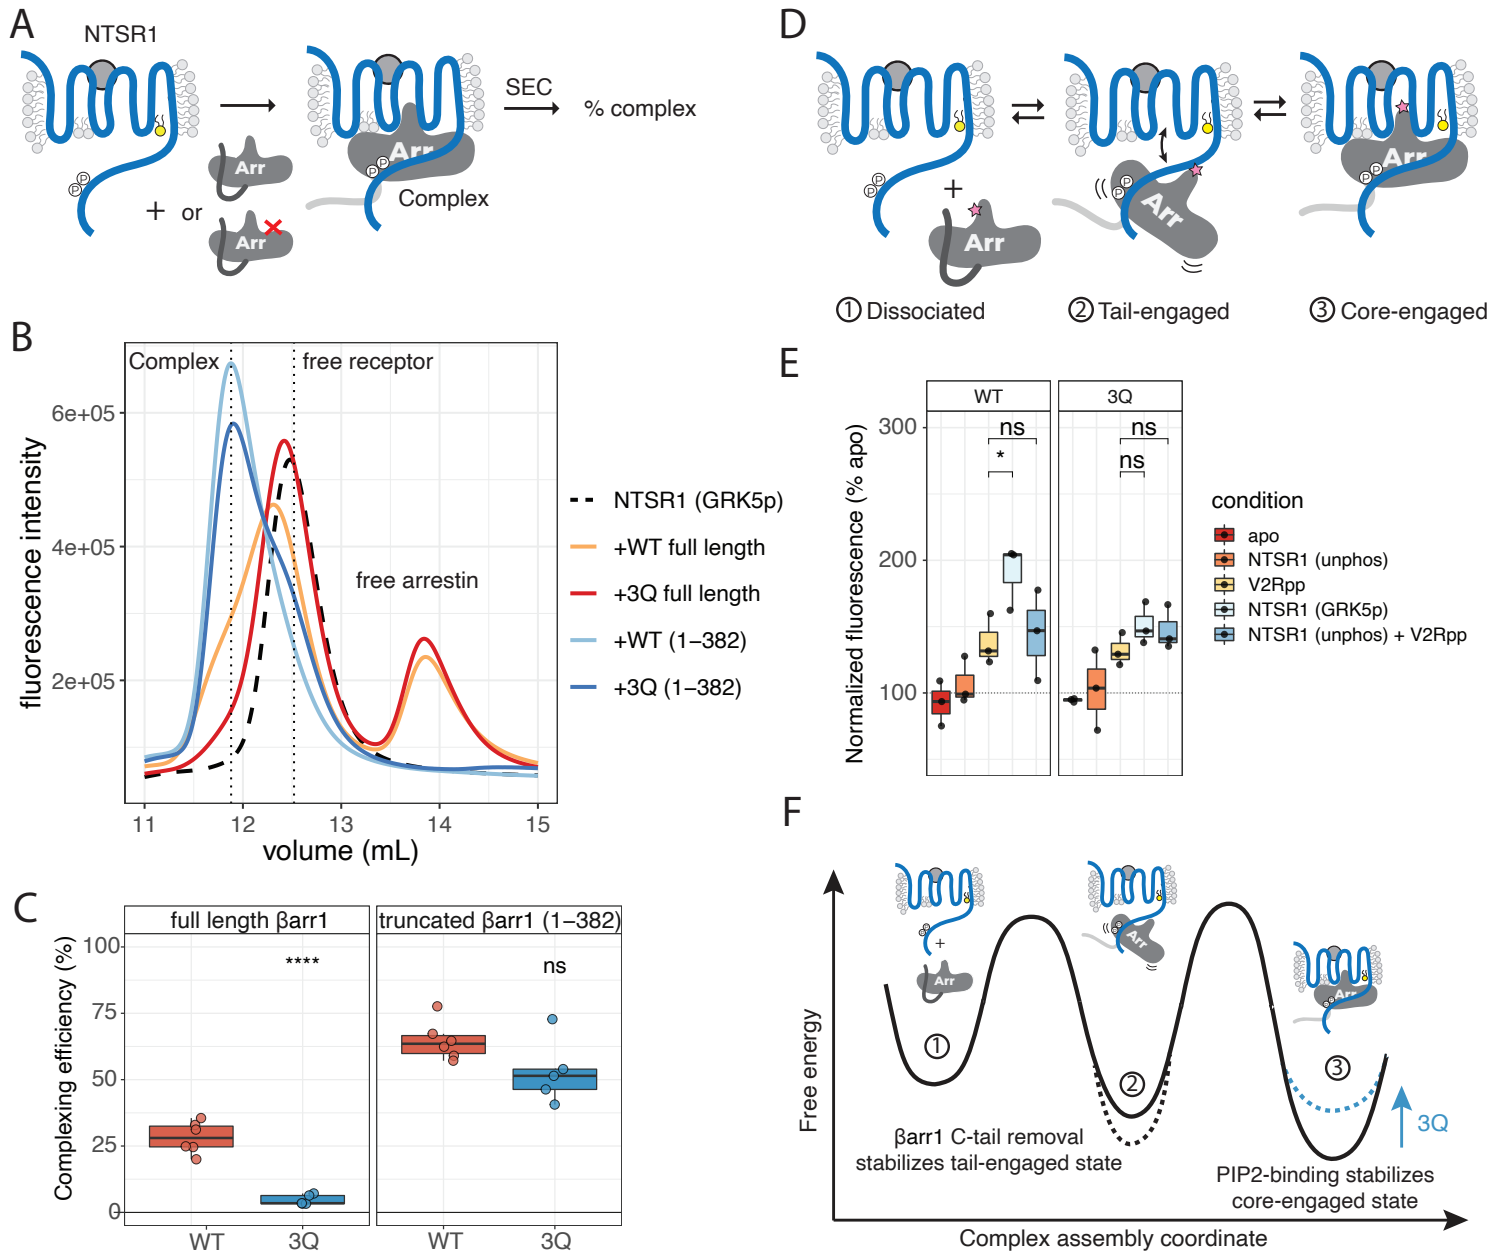 A
NTSR1
SEC
% complex
Arr
Arr
P
P
P
P
+ or
Arr
Complex
B
Complex
free receptor
free arrestin
6e+05
4e+05
2e+05
fluorescence intensity
11 12 13 14 15
volume (mL)
NTSR1 (GRK5p)
+WT full length
+3Q full length
+WT (1–382)
+3Q (1–382)
C
full length βarr1
truncated βarr1 (1–382)
****
ns
100
75
50
25
0
Complexing efficiency (%)
WT 3Q WT 3Q
D
P
P
P
P
P
P
+
Arr
Arr
Arr
1 Dissociated
2 Tail-engaged
3 Core-engaged
E
WT
3Q
ns
*
ns
ns
300
200
100
Normalized fluorescence (% apo)
condition
apo
NTSR1 (unphos)
V2Rpp
NTSR1 (GRK5p)
NTSR1 (unphos) + V2Rpp
F
+
Arr
Arr
Arr
1
2
3
3Q
βarr1 C-tail removal
stabilizes tail-engaged state
PIP2-binding stabilizes
core-engaged state
Free energy
Complex assembly coordinate